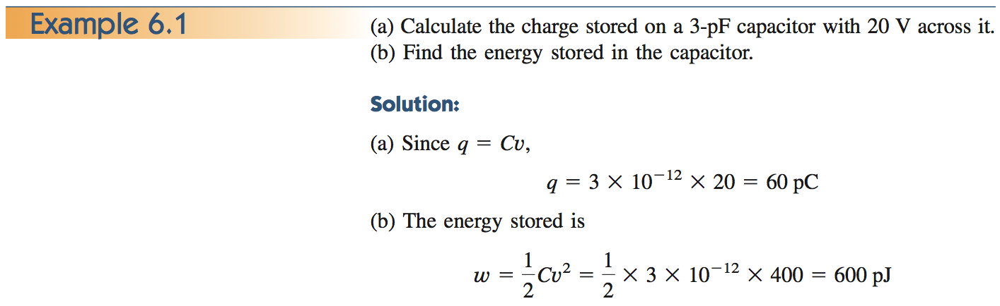 Example 6.1
(a) Calculate the charge stored on a 3-pF capacitor with 20 V across it.
(b) Find the energy stored in the capacitor.
Solution:
(a) Since q = Cv,
q = 3 × 10⁻¹² × 20 = 60 pC
(b) The energy stored is
w = 1/2 Cv² = 1/2 × 3 × 10⁻¹² × 400 = 600 pJ